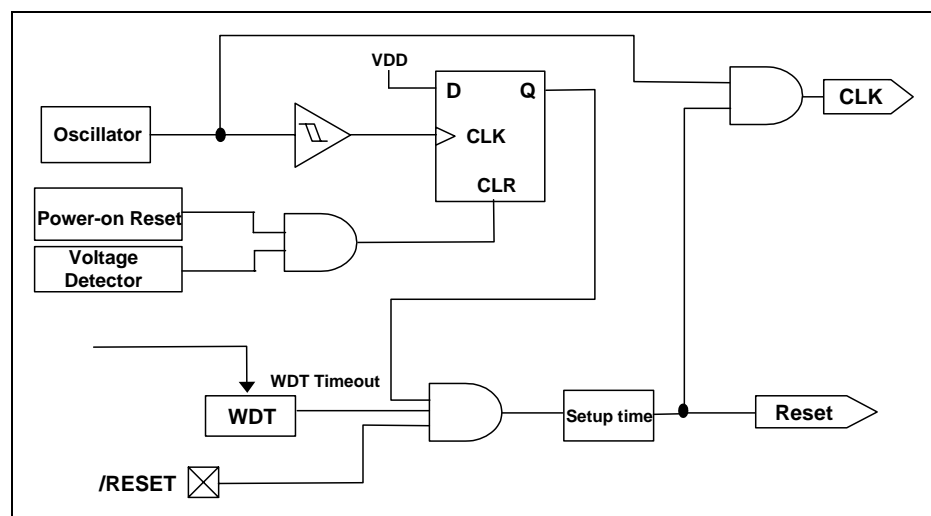 VDD
D
Q
CLK
Oscillator
CLK
CLR
Power-on Reset
Voltage
Detector
WDT Timeout
WDT
Setup time
Reset
/RESET